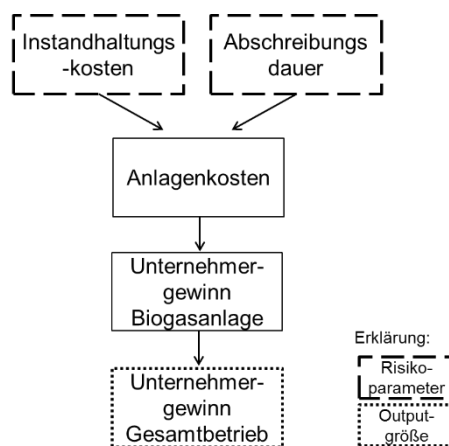 Instandhaltungs
-kosten
Abschreibungs
dauer
Anlagenkosten
Unternehmer-
gewinn
Biogasanlage
Unternehmer-
gewinn
Gesamtbetrieb
Erklärung:
Risiko-
parameter
Output-
größe